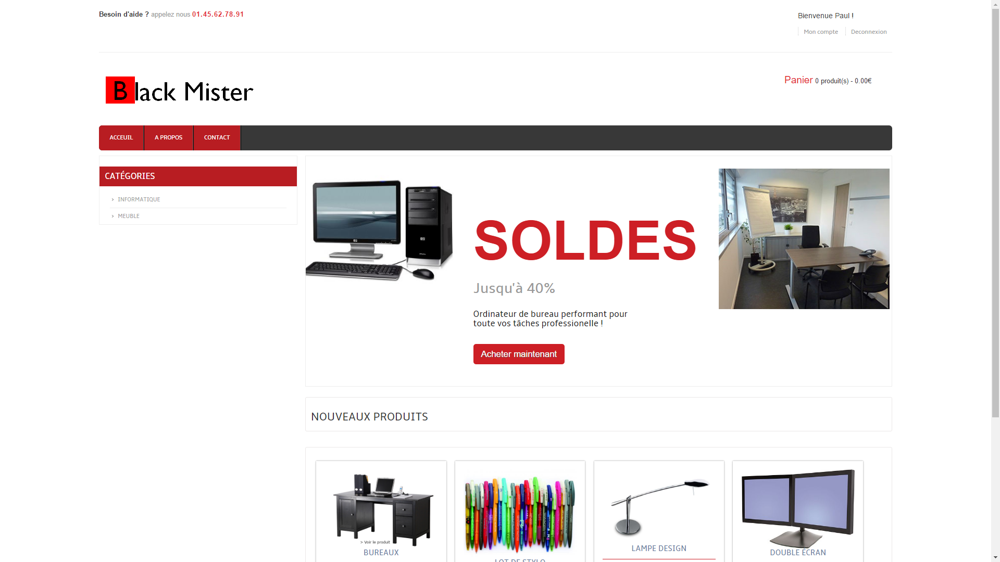 Besoin d'aide ? appelez nous 01.45.62.78.91
Bienvenue Paul !
Mon compte
Deconnexion
Black Mister
Panier 0 produit(s) - 0.00€
ACCEUIL
A PROPOS
CONTACT
CATÉGORIES
> INFORMATIQUE
> MEUBLE
SOLDES
Jusqu'à 40%
Ordinateur de bureau performant pour
toute vos tâches professionelle !
Acheter maintenant
NOUVEAUX PRODUITS
> Voir le produit
BUREAUX
LOT DE STYLO
LAMPE DESIGN
DOUBLE ÉCRAN